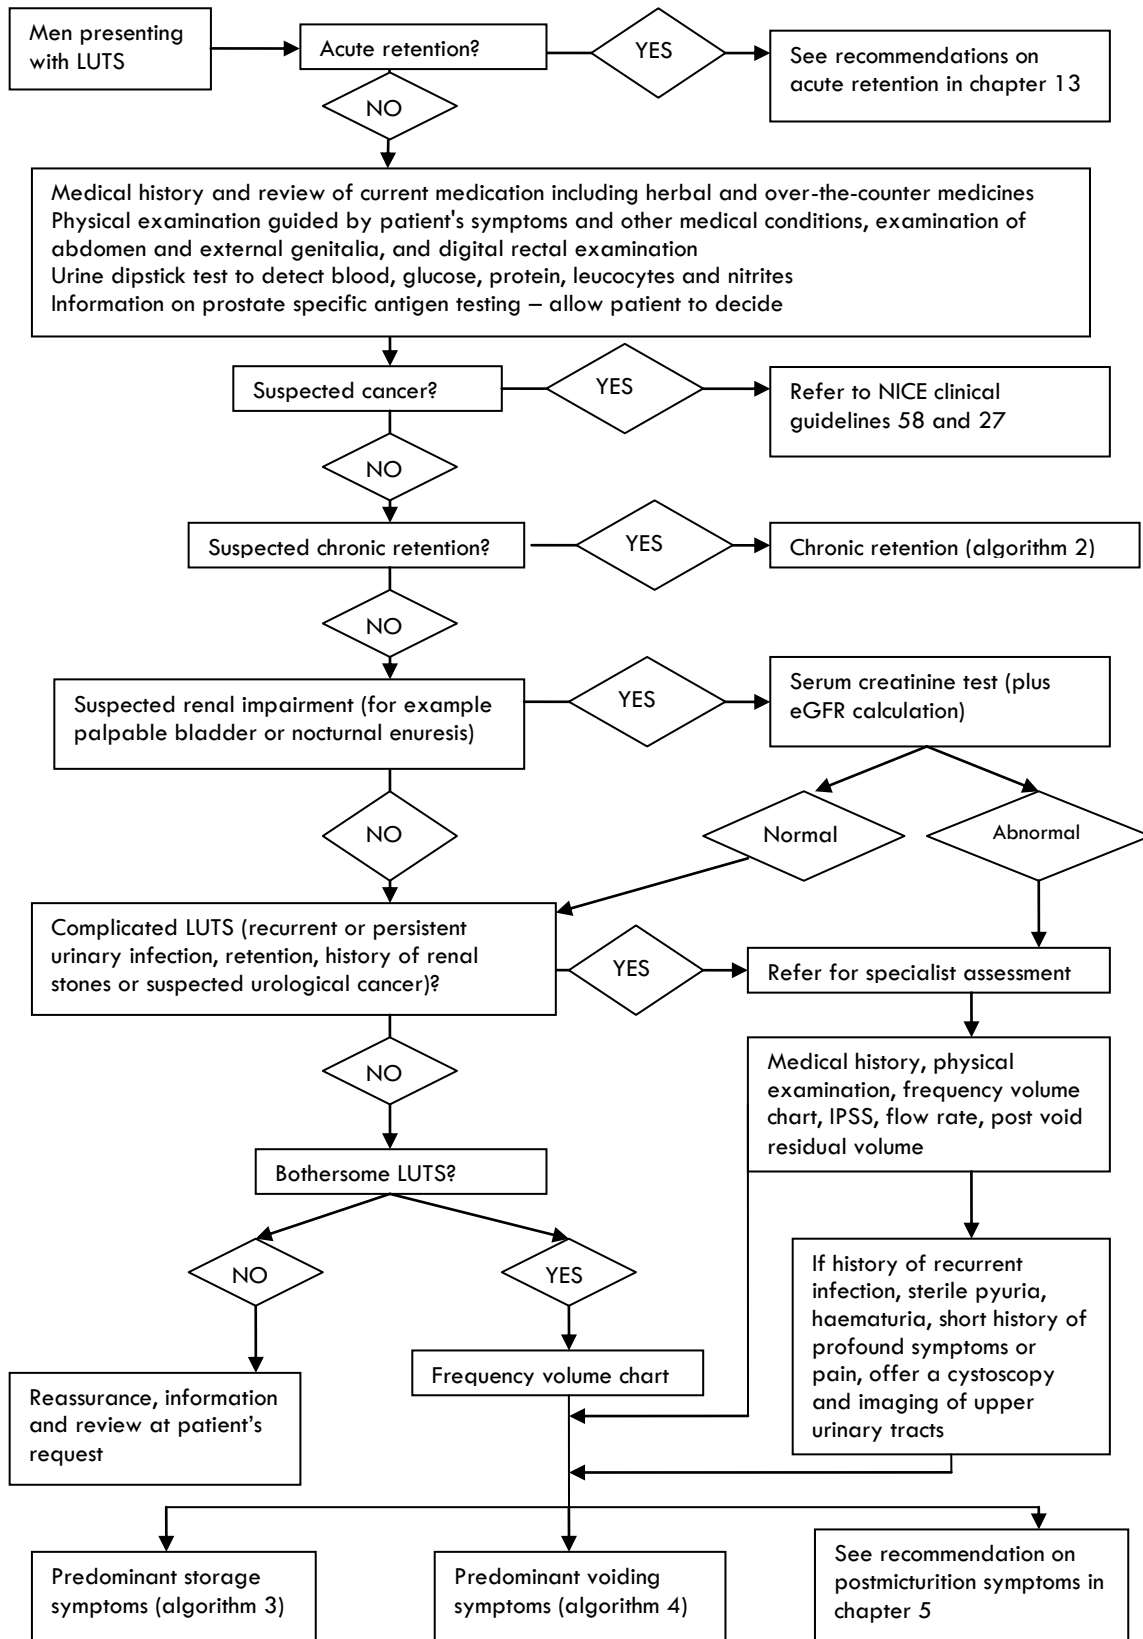 Men presenting
with LUTS
Acute retention?
YES
See recommendations on
acute retention in chapter 13
NO
Medical history and review of current medication including herbal and over-the-counter medicines
Physical examination guided by patient's symptoms and other medical conditions, examination of
abdomen and external genitalia, and digital rectal examination
Urine dipstick test to detect blood, glucose, protein, leucocytes and nitrites
Information on prostate specific antigen testing – allow patient to decide
Suspected cancer?
YES
Refer to NICE clinical
guidelines 58 and 27
NO
Suspected chronic retention?
YES
Chronic retention (algorithm 2)
NO
Suspected renal impairment (for example
palpable bladder or nocturnal enuresis)
YES
Serum creatinine test (plus
eGFR calculation)
NO
Normal
Abnormal
Complicated LUTS (recurrent or persistent
urinary infection, retention, history of renal
stones or suspected urological cancer)?
YES
Refer for specialist assessment
NO
Medical history, physical
examination, frequency volume
chart, IPSS, flow rate, post void
residual volume
Bothersome LUTS?
NO
YES
If history of recurrent
infection, sterile pyuria,
haematuria, short history of
profound symptoms or
pain, offer a cystoscopy
and imaging of upper
urinary tracts
Frequency volume chart
Reassurance, information
and review at patient's
request
Predominant storage
symptoms (algorithm 3)
Predominant voiding
symptoms (algorithm 4)
See recommendation on
postmicturition symptoms in
chapter 5